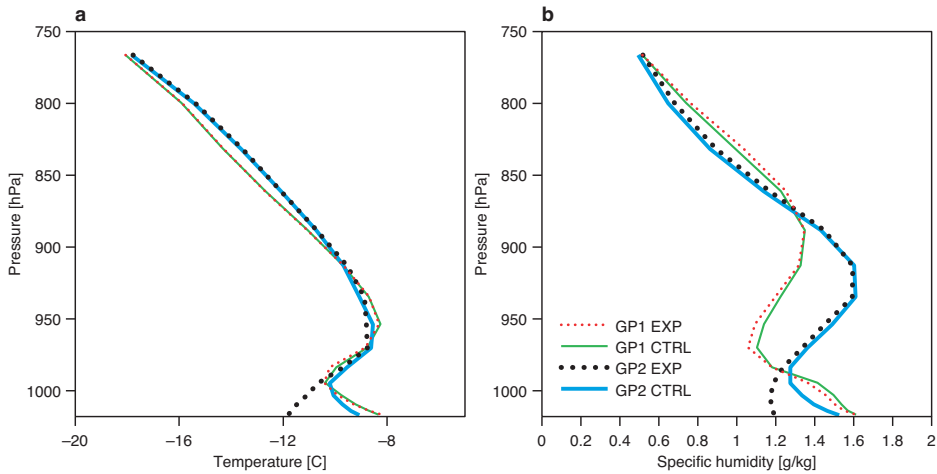 a
750
800
850
900
950
1000
Pressure [hPa]
–20
–16
–12
–8
Temperature [C]
b
750
800
850
900
950
1000
Pressure [hPa]
GP1 EXP
GP1 CTRL
GP2 EXP
GP2 CTRL
0 0.2 0.4 0.6 0.8 1 1.2 1.4 1.6 1.8 2
Specific humidity [g/kg]